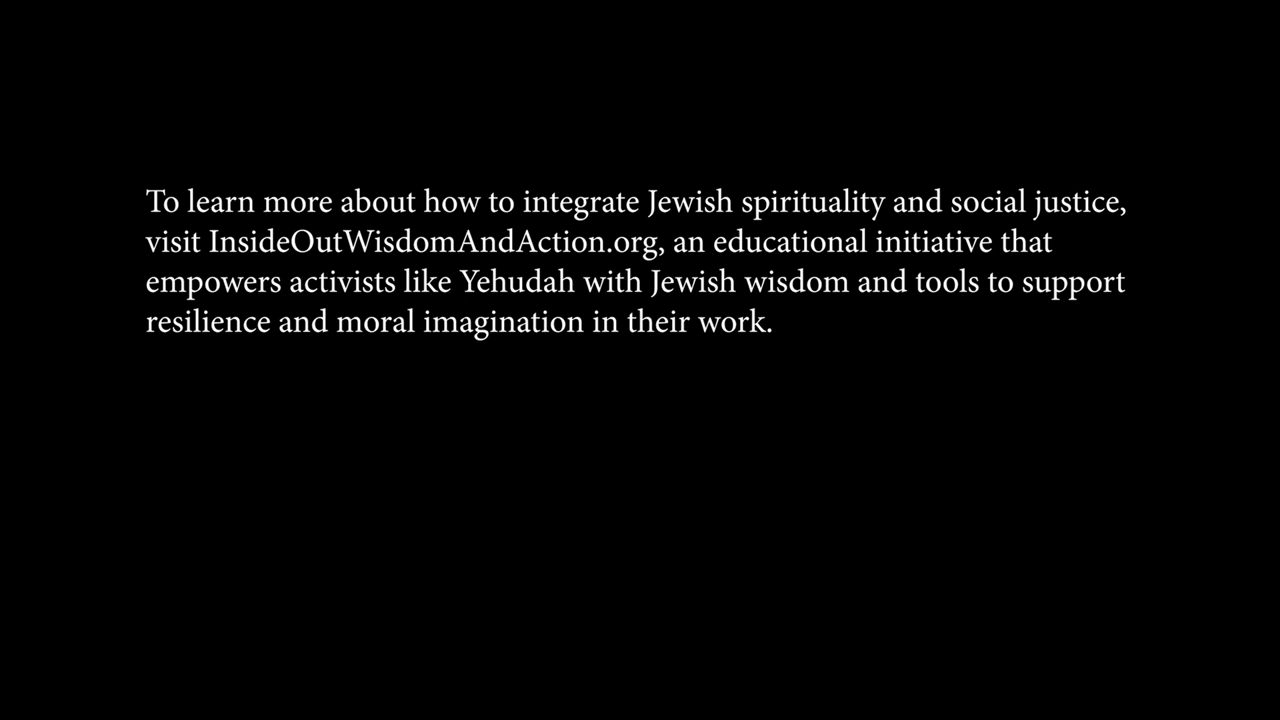 To learn more about how to integrate Jewish spirituality and social justice,
visit InsideOutWisdomAndAction.org, an educational initiative that
empowers activists like Yehudah with Jewish wisdom and tools to support
resilience and moral imagination in their work.